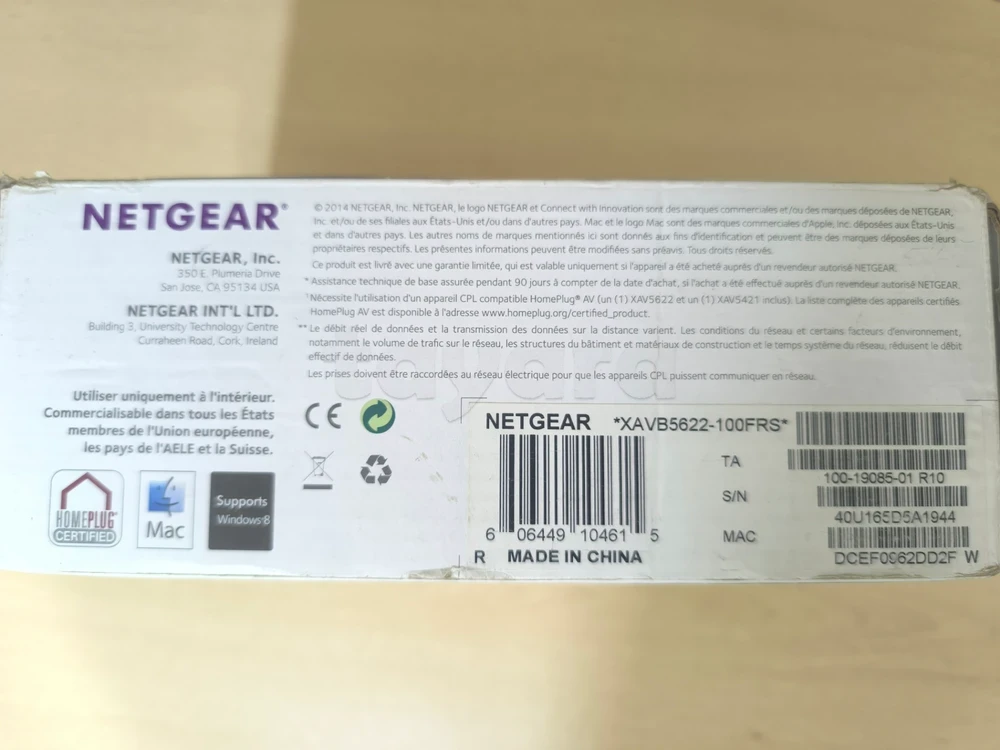 NETGEAR®
NETGEAR, Inc.
350 E. Plumeria Drive
San Jose, CA 95134 USA
NETGEAR INT'L LTD.
Building 3, University Technology Centre
Curraheen Road, Cork, Ireland
Utiliser uniquement à l'intérieur.
Commercialisable dans tous les États
membres de l'Union européenne,
les pays de l'AELE et la Suisse.
HOMEPLUG
CERTIFIED
Mac
Supports
Windows 8
© 2014 NETGEAR, Inc. NETGEAR, le logo NETGEAR et Connect with Innovation sont des marques commerciales et/ou des marques déposées de NETGEAR,
Inc. et/ou de ses filiales aux États-Unis et/ou dans d'autres pays. Mac et le logo Mac sont des marques commerciales d'Apple, Inc. déposées aux États-Unis
et dans d'autres pays. Les autres noms de marques mentionnés ici sont donnés aux fins d'identification et peuvent être des marques déposées de leurs
propriétaires respectifs. Les présentes informations peuvent être modifiées sans préavis. Tous droits réservés.
Ce produit est livré avec une garantie limitée, qui est valable uniquement si l'appareil a été acheté auprès d'un revendeur autorisé NETGEAR.
* Assistance technique de base assurée pendant 90 jours à compter de la date d'achat, si l'achat a été effectué auprès d'un revendeur autorisé NETGEAR.
† Nécessite l'utilisation d'un appareil CPL compatible HomePlug® AV (un (1) XAV5622 et un (1) XAV5421 inclus). La liste complète des appareils certifiés
HomePlug AV est disponible à l'adresse www.homeplug.org/certified_product.
** Le débit réel de données et la transmission des données sur la distance varient. Les conditions du réseau et certains facteurs d'environnement,
notamment le volume de trafic sur le réseau, les structures du bâtiment et matériaux de construction et le temps système du réseau, réduisent le débit
effectif de données.
Les prises doivent être raccordées au réseau électrique pour que les appareils CPL puissent communiquer en réseau.
CE
NETGEAR *XAVB5622-100FRS*
6 06449 10461 5
R MADE IN CHINA
TA
100-19085-01 R10
S/N
40U165D5A1944
MAC
DCEF0962DD2F W